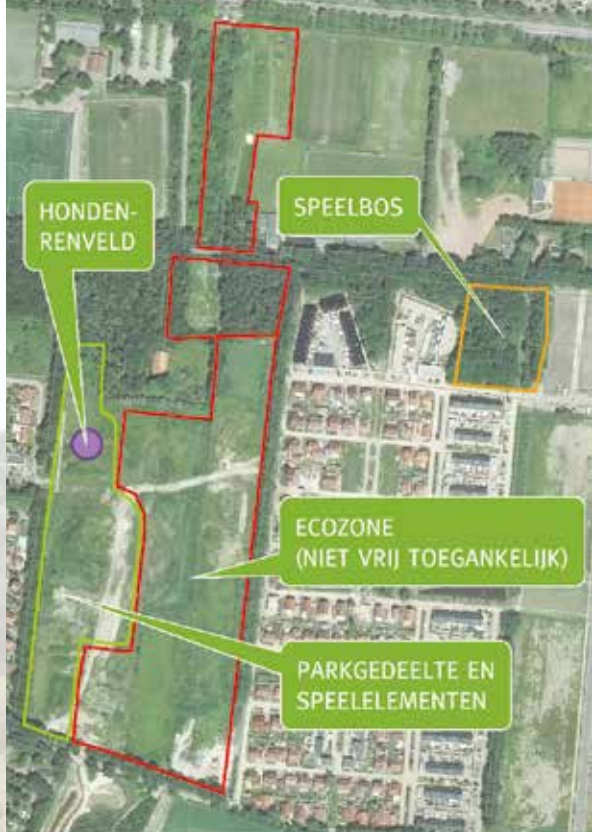 HONDEN-
RENVELD
SPEELBOS
ECOZONE
(NIET VRIJ TOEGANKELIJK)
PARKGEDEELTE EN
SPEELELEMENTEN